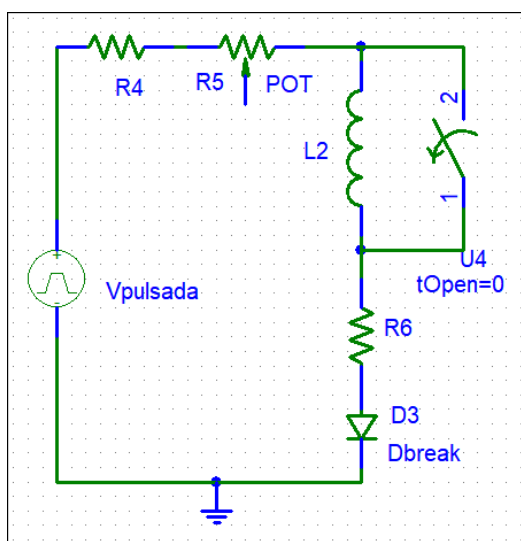 R4
R5
POT
L2
2
1
U4
tOpen=0
Vpulsada
R6
D3
Dbreak